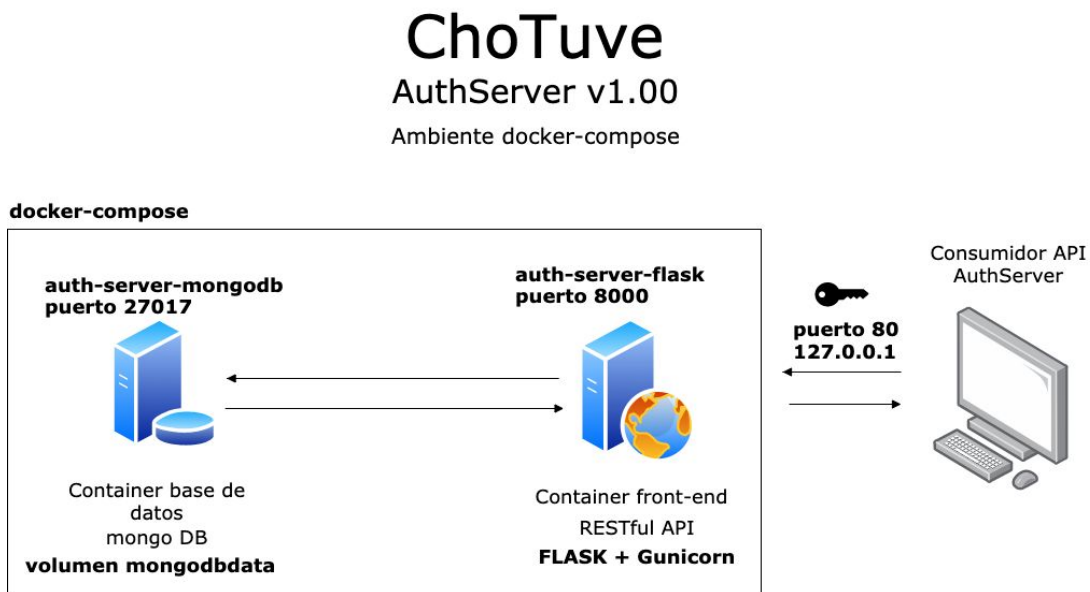 ChoTuve
AuthServer v1.00
Ambiente docker-compose
docker-compose
auth-server-mongodb
puerto 27017
auth-server-flask
puerto 8000
puerto 80
127.0.0.1
Consumidor API
AuthServer
Container base de
datos
mongo DB
volumen mongodbdata
Container front-end
RESTful API
FLASK + Gunicorn